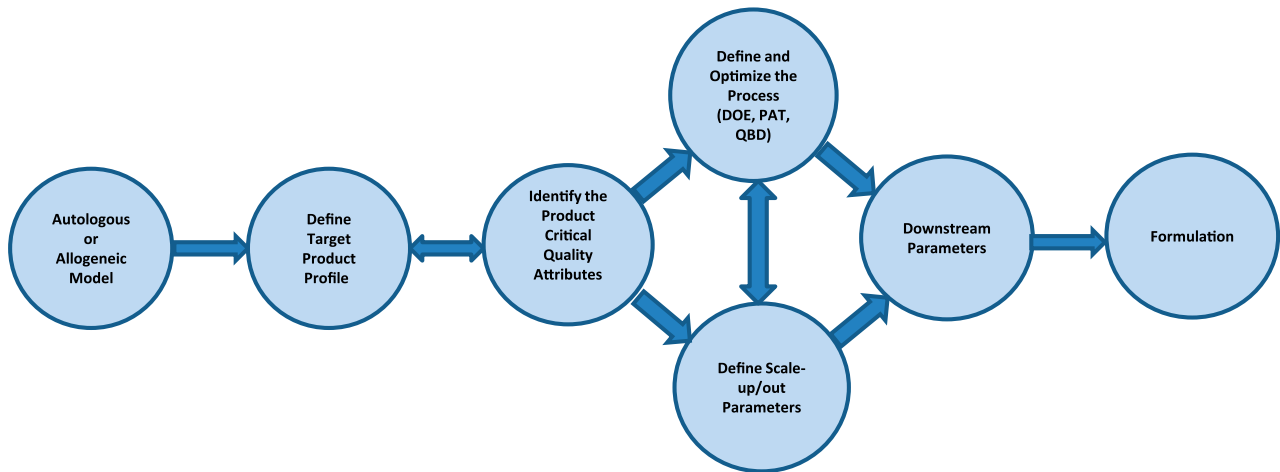 Autologous
or
Allogeneic
Model
Define
Target
Product
Profile
Identify the
Product
Critical
Quality
Attributes
Define and
Optimize the
Process
(DOE, PAT,
QBD)
Define Scale-
up/out
Parameters
Downstream
Parameters
Formulation